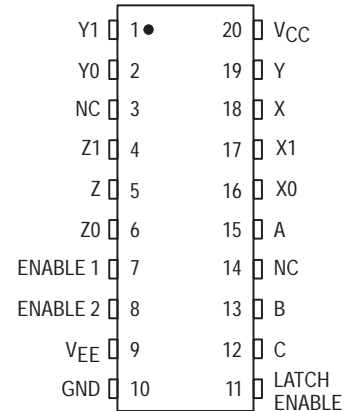 Y1 1 20 VCC
Y0 2 19 Y
NC 3 18 X
Z1 4 17 X1
Z 5 16 X0
Z0 6 15 A
ENABLE 1 7 14 NC
ENABLE 2 8 13 B
VEE 9 12 C
GND 10 11 LATCH
ENABLE